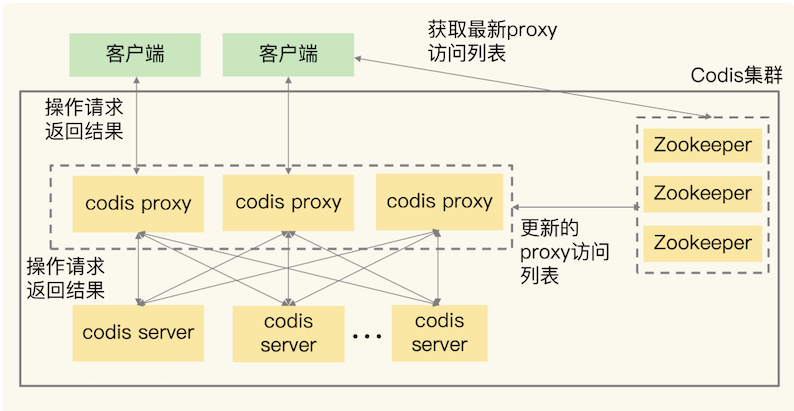 获取最新proxy
访问列表
客户端
客户端
Codis集群
操作请求
返回结果
Zookeeper
Zookeeper
Zookeeper
codis proxy
codis proxy
codis proxy
更新的
proxy访问
列表
操作请求
返回结果
codis server
codis
server
...
codis
server